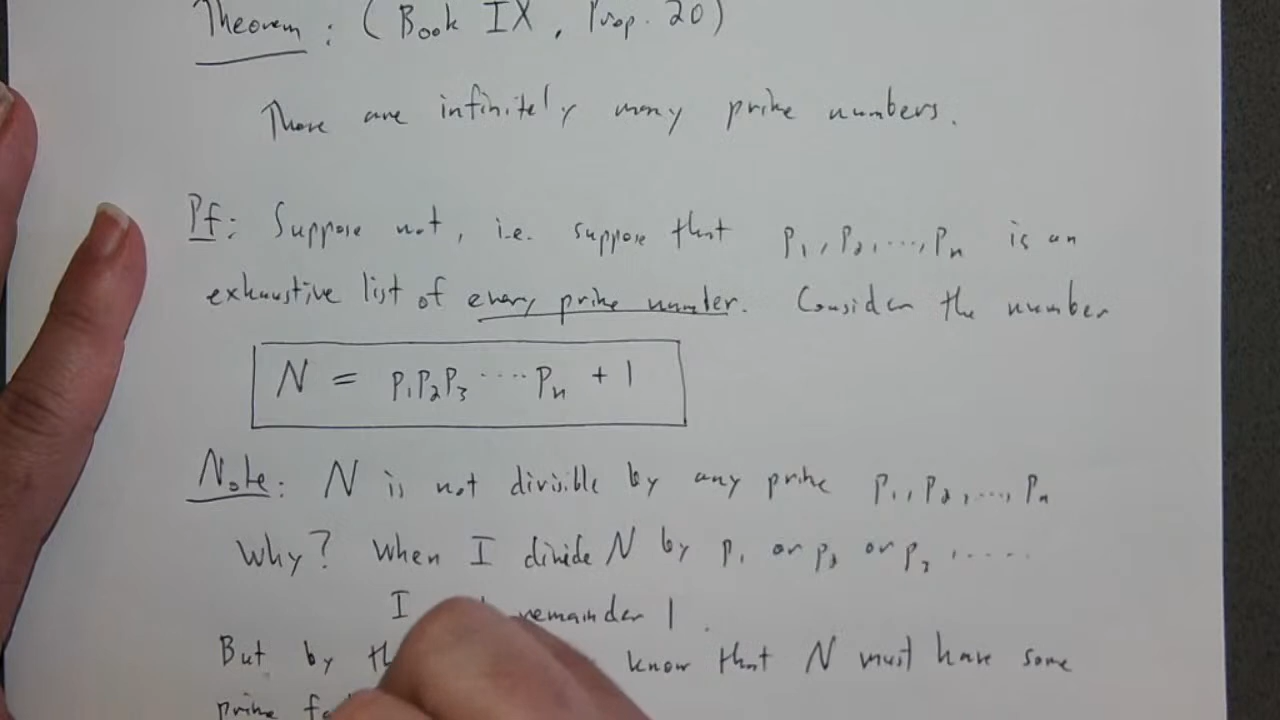 Theorem : ( Book IX , Prop. 20)
There are infinitely many prime numbers.
Pf: Suppose not, i.e. suppose that p₁, p₂, ..., pₙ is an
exhaustive list of every prime number. Consider the number
N = p₁p₂p₃ ···· pₙ + 1
Note: N is not divisible by any prime p₁, p₂, ..., pₙ
Why? When I divide N by p₁ or p₂ or p₃ ......
I remainder 1.
But by know that N must have some
prime